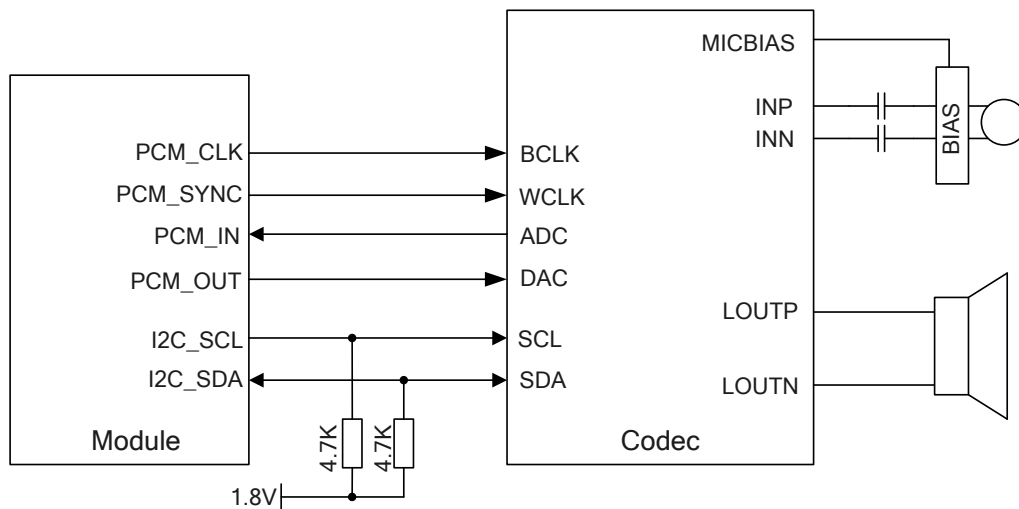 MICBIAS
INP
INN
BIAS
PCM_CLK
BCLK
PCM_SYNC
WCLK
PCM_IN
ADC
PCM_OUT
DAC
LOUTP
I2C_SCL
SCL
I2C_SDA
SDA
LOUTN
Module
4.7K
4.7K
Codec
1.8V